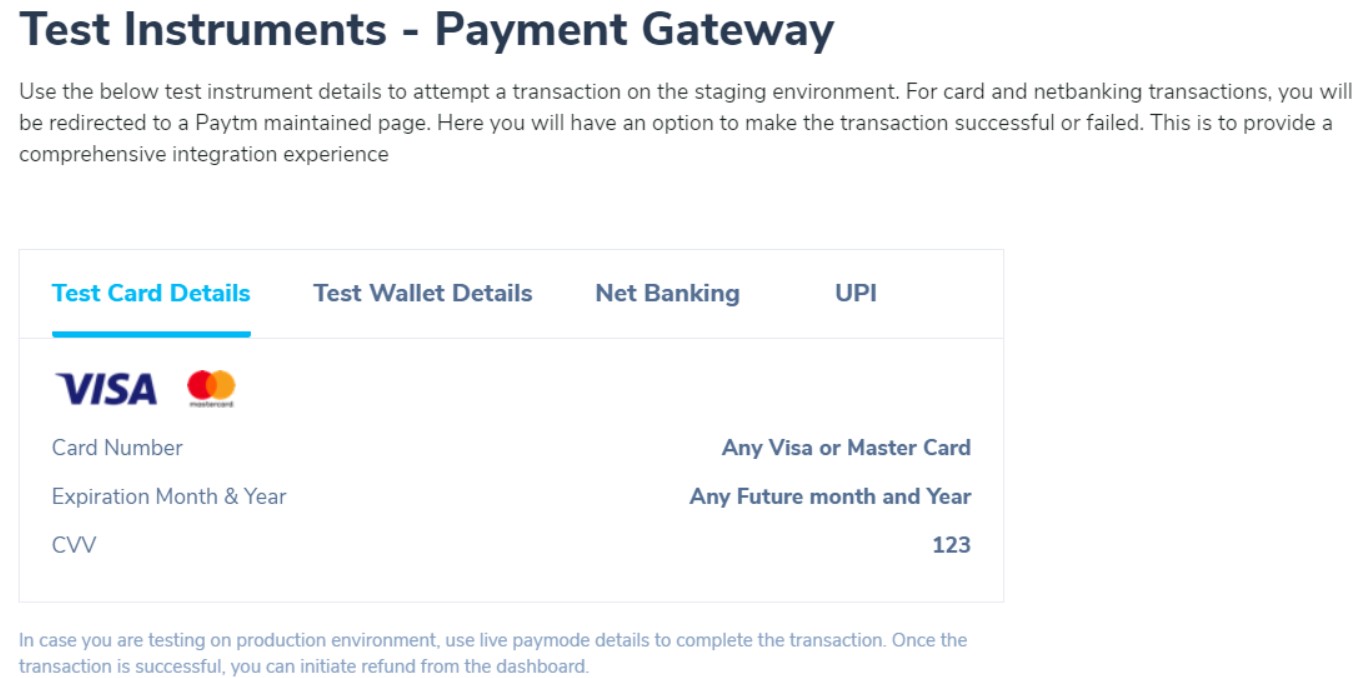 Test Instruments - Payment Gateway
Use the below test instrument details to attempt a transaction on the staging environment. For card and netbanking transactions, you will
be redirected to a Paytm maintained page. Here you will have an option to make the transaction successful or failed. This is to provide a
comprehensive integration experience
Test Card Details Test Wallet Details Net Banking UPI
VISA mastercard
Card Number Any Visa or Master Card
Expiration Month & Year Any Future month and Year
CVV 123
In case you are testing on production environment, use live paymode details to complete the transaction. Once the
transaction is successful, you can initiate refund from the dashboard.